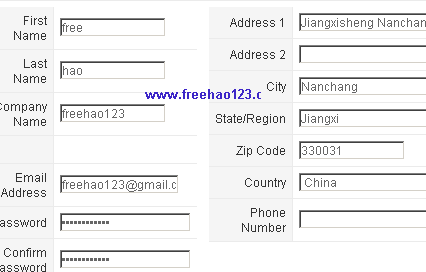 First
Name
free
Last
Name
hao
Company
Name
freehao123
Email
Address
freehao123@gmail.c
assword
•••••••••••
Confirm
assword
•••••••••••
www.freehao123.c
Address 1
Jiangxisheng Nanchan
Address 2
City
Nanchang
State/Region
Jiangxi
Zip Code
330031
Country
China
Phone
Number